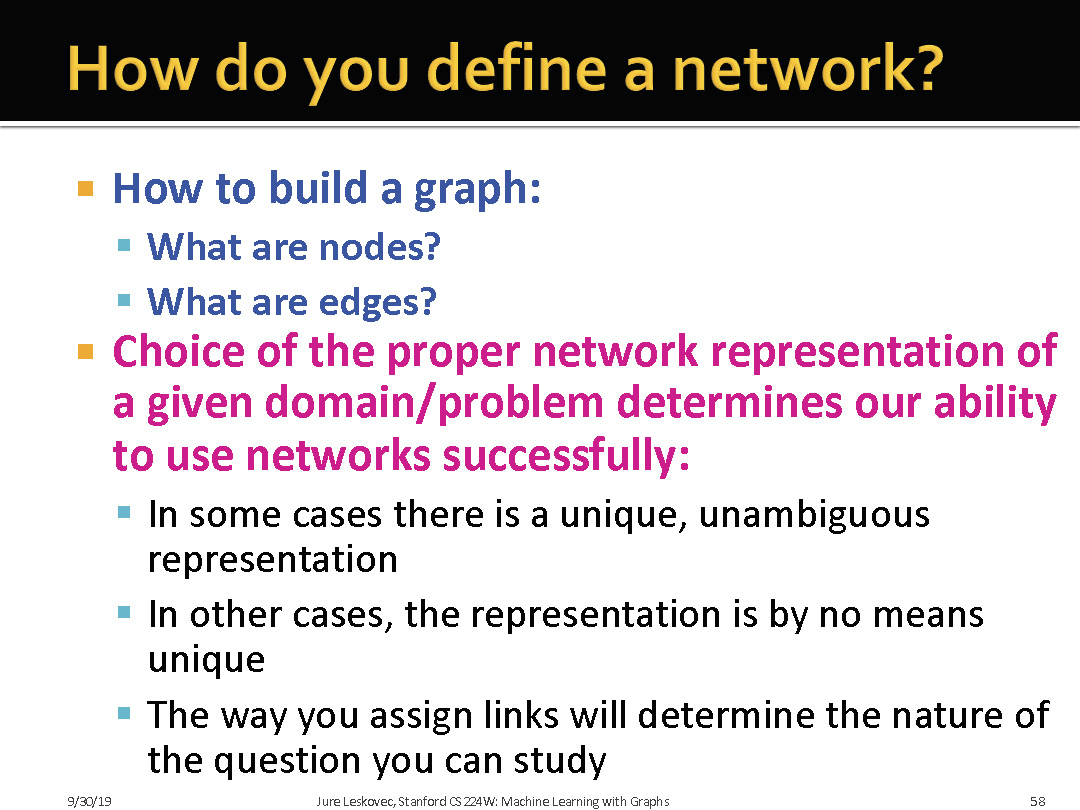 How do you define a network?
How to build a graph:
What are nodes?
What are edges?
Choice of the proper network representation of
a given domain/problem determines our ability
to use networks successfully:
In some cases there is a unique, unambiguous
representation
In other cases, the representation is by no means
unique
The way you assign links will determine the nature of
the question you can study
9/30/19
Jure Leskovec, Stanford CS224W: Machine Learning with Graphs
58